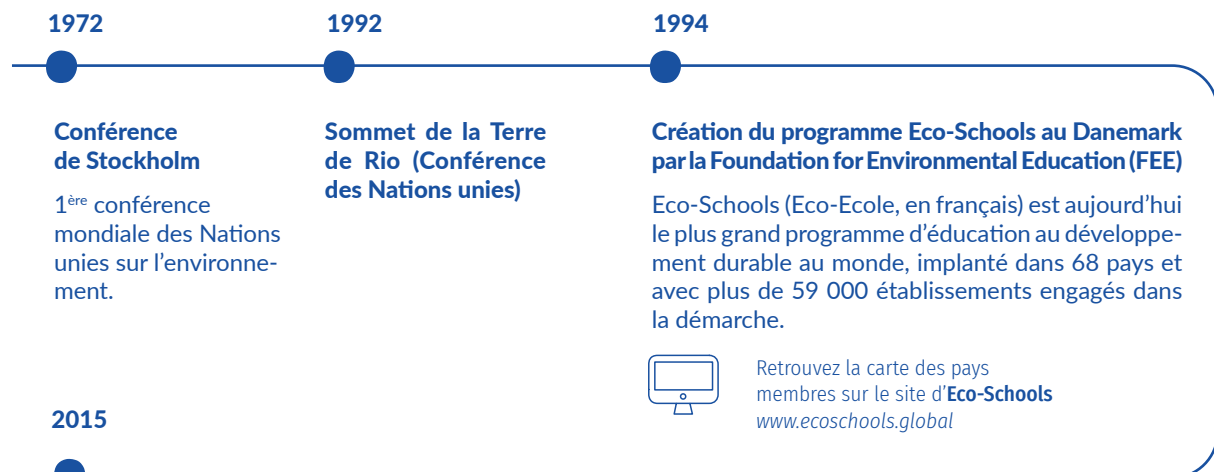 1972
1992
1994
Conférence
de Stockholm
1ère conférence
mondiale des Nations
unies sur l'environne-
ment.
Sommet de la Terre
de Rio (Conférence
des Nations unies)
Création du programme Eco-Schools au Danemark
par la Foundation for Environmental Education (FEE)
Eco-Schools (Eco-Ecole, en français) est aujourd'hui
le plus grand programme d'éducation au développe-
ment durable au monde, implanté dans 68 pays et
avec plus de 59 000 établissements engagés dans
la démarche.
Retrouvez la carte des pays
membres sur le site d'Eco-Schools
www.ecoschools.global
2015